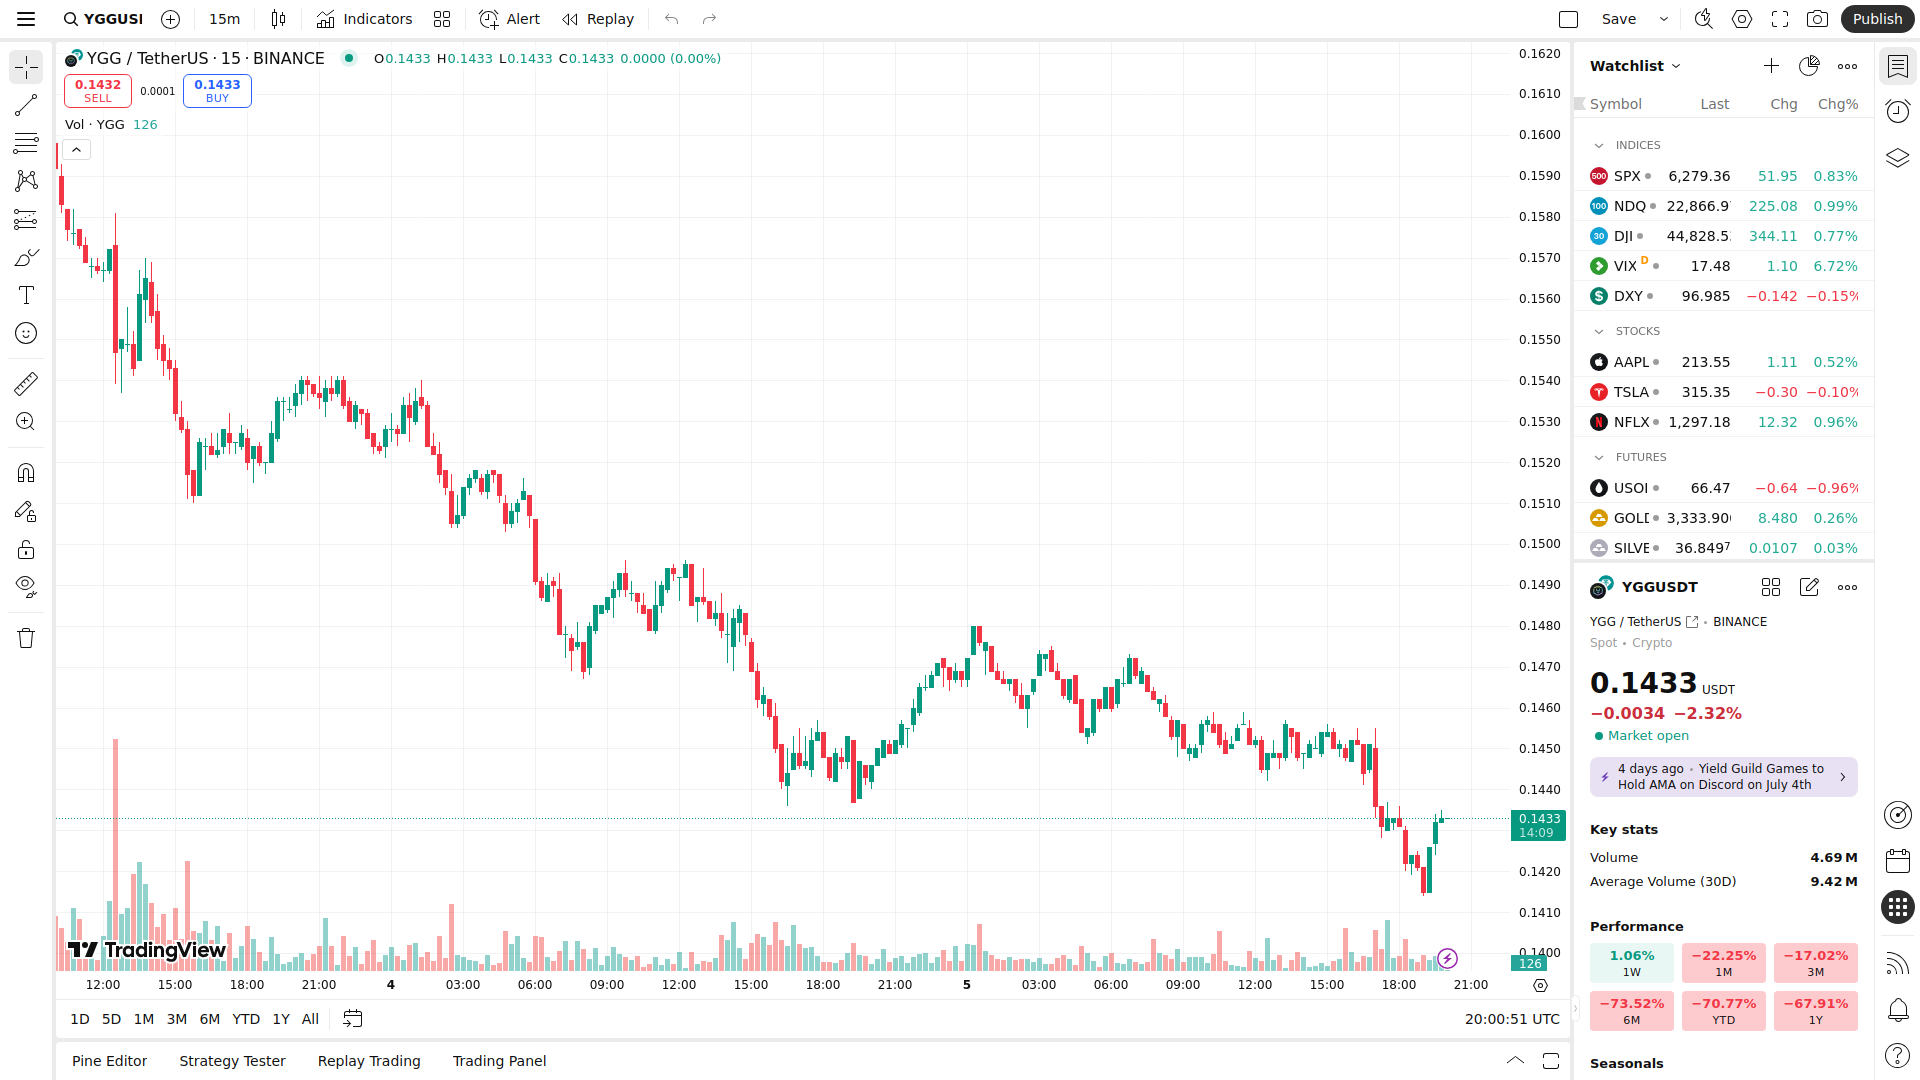 YGGUSI
15m
Indicators
Alert
Replay
Save
Publish
YGG / TetherUS · 15 · BINANCE
O0.1433 H0.1433 L0.1433 C0.1433 0.0000 (0.00%)
0.1432
SELL
0.0001
0.1433
BUY
Vol · YGG 126
0.1620
0.1610
0.1600
0.1590
0.1580
0.1570
0.1560
0.1550
0.1540
0.1530
0.1520
0.1510
0.1500
0.1490
0.1480
0.1470
0.1460
0.1450
0.1440
0.1433
14:09
0.1420
0.1410
0.1400
126
TradingView
12:00 15:00 18:00 21:00 4 03:00 06:00 09:00 12:00 15:00 18:00 21:00 5 03:00 06:00 09:00 12:00 15:00 18:00 21:00
1D 5D 1M 3M 6M YTD 1Y All
20:00:51 UTC
Pine Editor Strategy Tester Replay Trading Trading Panel
Watchlist
Symbol Last Chg Chg%
INDICES
500 SPX 6,279.36 51.95 0.83%
100 NDQ 22,866.9 225.08 0.99%
30 DJI 44,828.5 344.11 0.77%
VIX D 17.48 1.10 6.72%
DXY 96.985 −0.142 −0.15%
STOCKS
AAPL 213.55 1.11 0.52%
TSLA 315.35 −0.30 −0.10%
NFLX 1,297.18 12.32 0.96%
FUTURES
USOI 66.47 −0.64 −0.96%
GOLD 3,333.90 8.480 0.26%
SILVE 36.849⁷ 0.0107 0.03%
YGGUSDT
YGG / TetherUS • BINANCE
Spot • Crypto
0.1433 USDT
−0.0034 −2.32%
Market open
4 days ago • Yield Guild Games to
Hold AMA on Discord on July 4th
Key stats
Volume 4.69 M
Average Volume (30D) 9.42 M
Performance
1.06% −22.25% −17.02%
1W 1M 3M
−73.52% −70.77% −67.91%
6M YTD 1Y
Seasonals